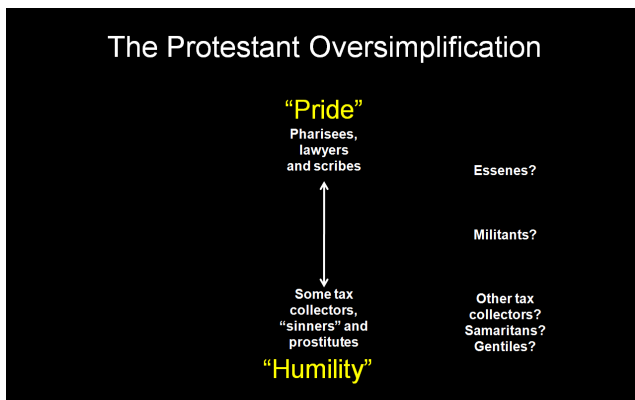 The Protestant Oversimplification
“Pride”
Pharisees,
lawyers
and scribes
Essenes?
Militants?
Some tax
collectors,
“sinners” and
prostitutes
Other tax
collectors?
Samaritans?
Gentiles?
“Humility”